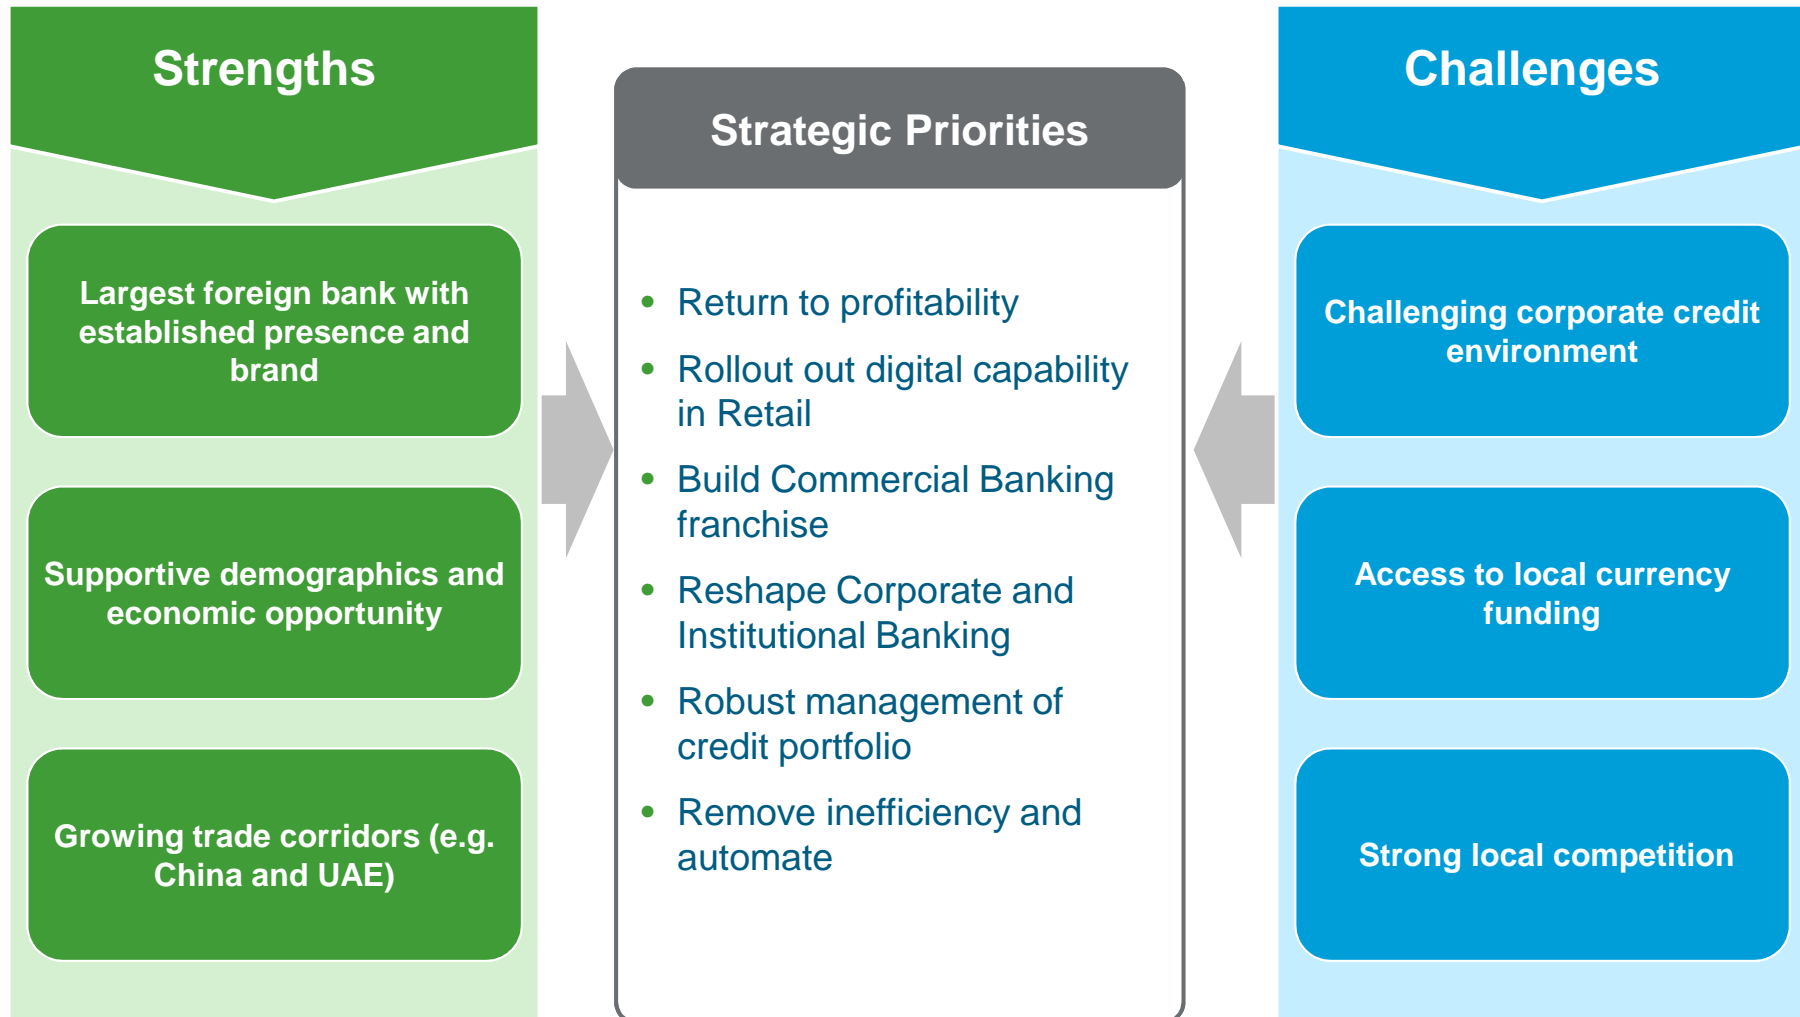 Strengths
Largest foreign bank with
established presence and
brand
Supportive demographics and
economic opportunity
Growing trade corridors (e.g.
China and UAE)
Strategic Priorities
• Return to profitability
• Rollout out digital capability
in Retail
• Build Commercial Banking
franchise
• Reshape Corporate and
Institutional Banking
• Robust management of
credit portfolio
• Remove inefficiency and
automate
Challenges
Challenging corporate credit
environment
Access to local currency
funding
Strong local competition